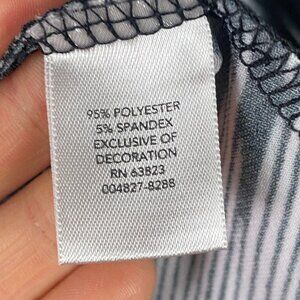 95% POLYESTER
5% SPANDEX
EXCLUSIVE OF
DECORATION
RN 63823
004827-8288